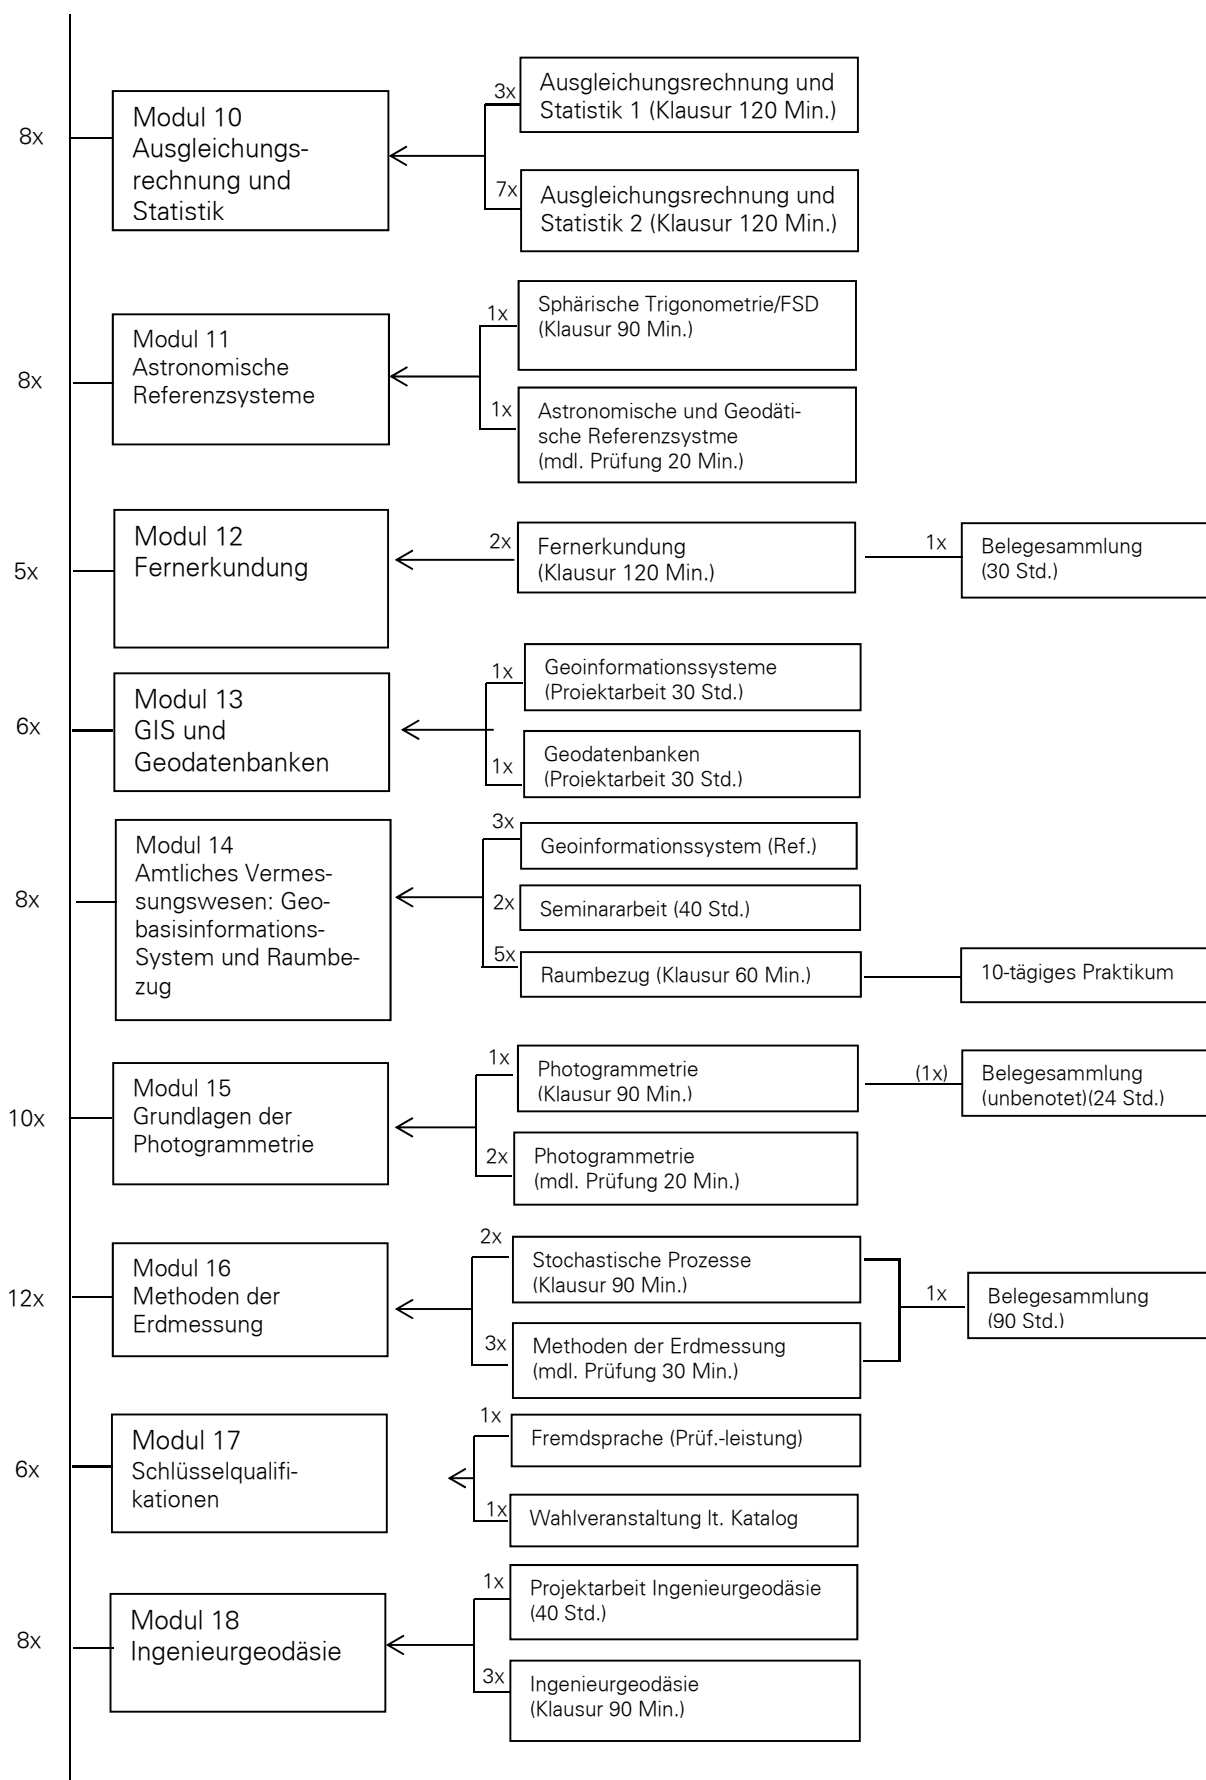 8x
Modul 10
Ausgleichungs-
rechnung und
Statistik
3x
Ausgleichungsrechnung und
Statistik 1 (Klausur 120 Min.)
7x
Ausgleichungsrechnung und
Statistik 2 (Klausur 120 Min.)
8x
Modul 11
Astronomische
Referenzsysteme
1x
Sphärische Trigonometrie/FSD
(Klausur 90 Min.)
1x
Astronomische und Geodäti-
sche Referenzsystme
(mdl. Prüfung 20 Min.)
5x
Modul 12
Fernerkundung
2x
Fernerkundung
(Klausur 120 Min.)
1x
Belegesammlung
(30 Std.)
6x
Modul 13
GIS und
Geodatenbanken
1x
Geoinformationssysteme
(Projektarbeit 30 Std.)
1x
Geodatenbanken
(Projektarbeit 30 Std.)
8x
Modul 14
Amtliches Vermes-
sungswesen: Geo-
basisinformations-
System und Raumbe-
zug
3x
Geoinformationssystem (Ref.)
2x
Seminararbeit (40 Std.)
5x
Raumbezug (Klausur 60 Min.)
10-tägiges Praktikum
10x
Modul 15
Grundlagen der
Photogrammetrie
1x
Photogrammetrie
(Klausur 90 Min.)
(1x)
Belegesammlung
(unbenotet)(24 Std.)
2x
Photogrammetrie
(mdl. Prüfung 20 Min.)
12x
Modul 16
Methoden der
Erdmessung
2x
Stochastische Prozesse
(Klausur 90 Min.)
3x
Methoden der Erdmessung
(mdl. Prüfung 30 Min.)
1x
Belegesammlung
(90 Std.)
6x
Modul 17
Schlüsselqualifi-
kationen
1x
Fremdsprache (Prüf.-leistung)
1x
Wahlveranstaltung lt. Katalog
8x
Modul 18
Ingenieurgeodäsie
1x
Projektarbeit Ingenieurgeodäsie
(40 Std.)
3x
Ingenieurgeodäsie
(Klausur 90 Min.)